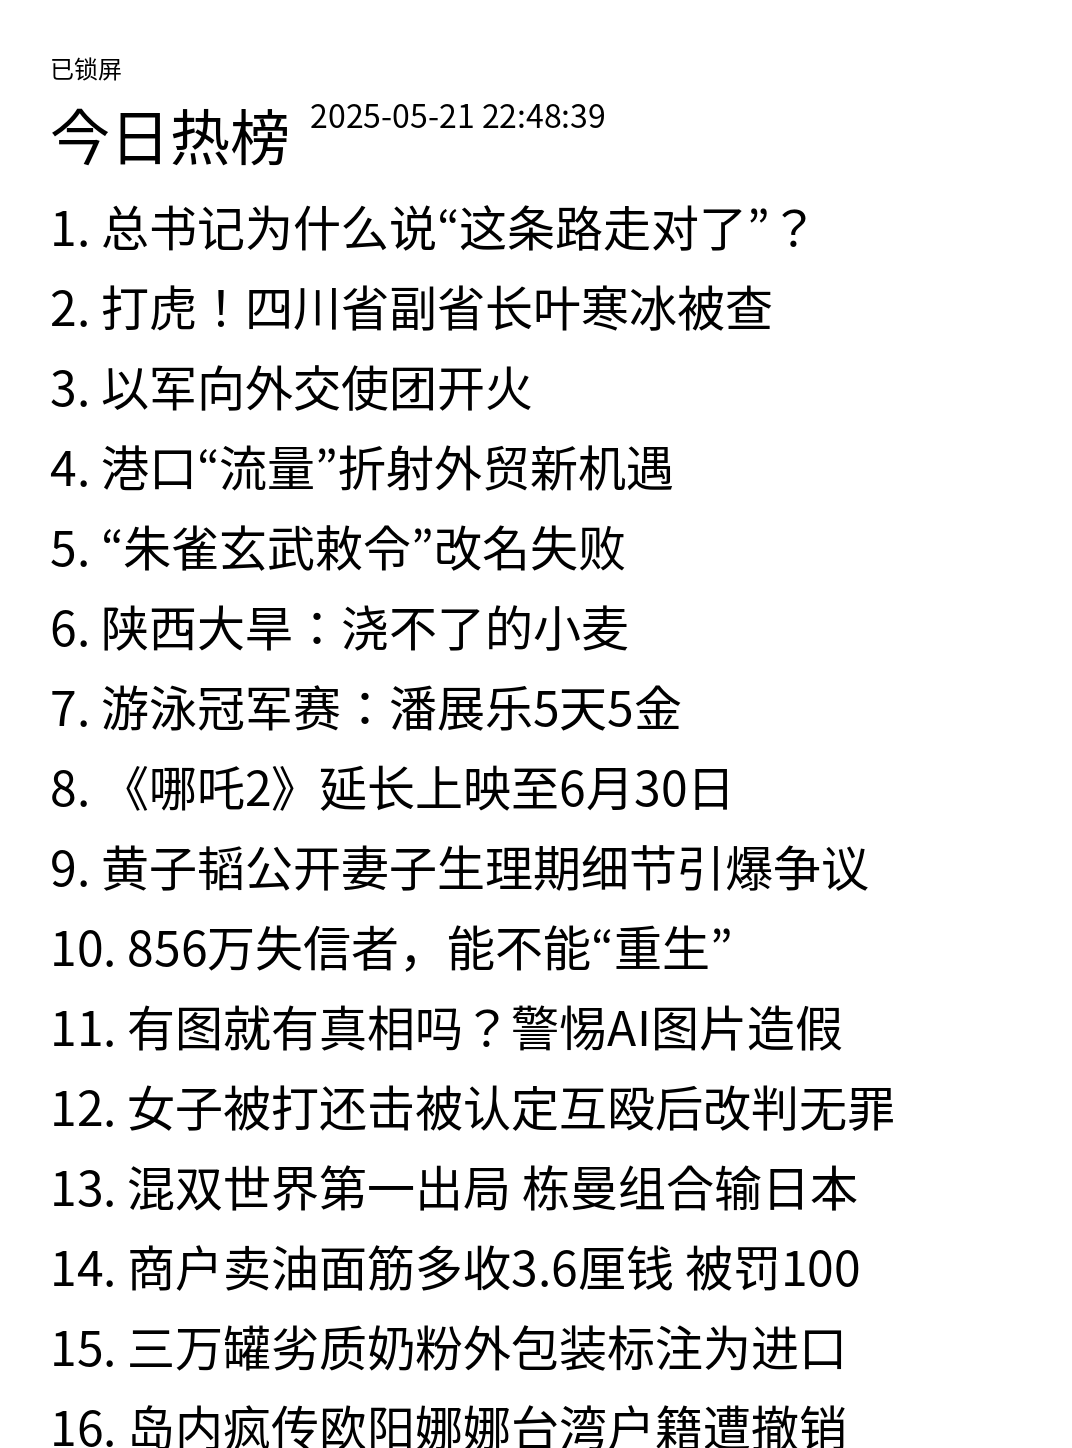 已锁屏
今日热榜 2025-05-21 22:48:39
1. 总书记为什么说“这条路走对了”？
2. 打虎！四川省副省长叶寒冰被查
3. 以军向外交使团开火
4. 港口“流量”折射外贸新机遇
5. “朱雀玄武敕令”改名失败
6. 陕西大旱：浇不了的小麦
7. 游泳冠军赛：潘展乐5天5金
8. 《哪吒2》延长上映至6月30日
9. 黄子韬公开妻子生理期细节引爆争议
10. 856万失信者，能不能“重生”
11. 有图就有真相吗？警惕AI图片造假
12. 女子被打还击被认定互殴后改判无罪
13. 混双世界第一出局 栋曼组合输日本
14. 商户卖油面筋多收3.6厘钱 被罚100
15. 三万罐劣质奶粉外包装标注为进口
16. 岛内疯传欧阳娜娜台湾户籍遭撤销